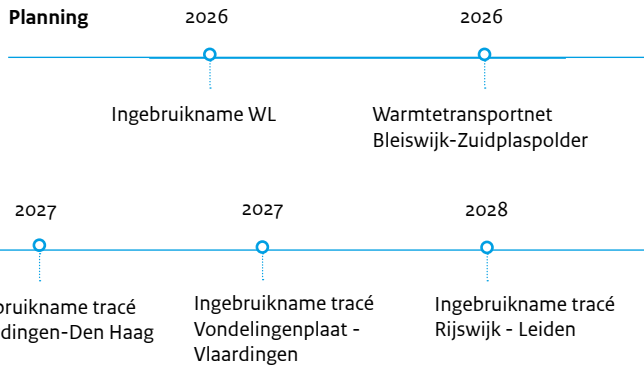 Planning
2026
2026
Ingebruikname WL
Warmtetransportnet
Bleiswijk-Zuidplaspolder
2027
2027
2028
tracé
Den Haag
Ingebruikname tracé
Vondelingenplaat -
Vlaardingen
Ingebruikname tracé
Rijswijk - Leiden